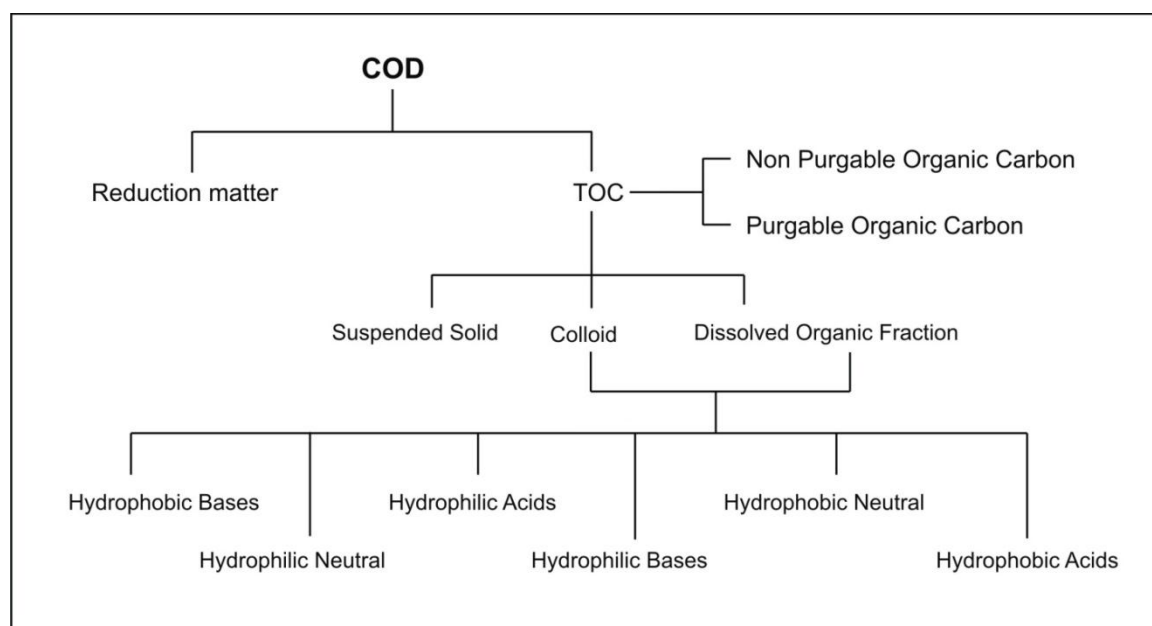 COD
Non Purgable Organic Carbon
Reduction matter
TOC
Purgable Organic Carbon
Suspended Solid
Colloid
Dissolved Organic Fraction
Hydrophobic Bases
Hydrophilic Acids
Hydrophobic Neutral
Hydrophilic Neutral
Hydrophilic Bases
Hydrophobic Acids